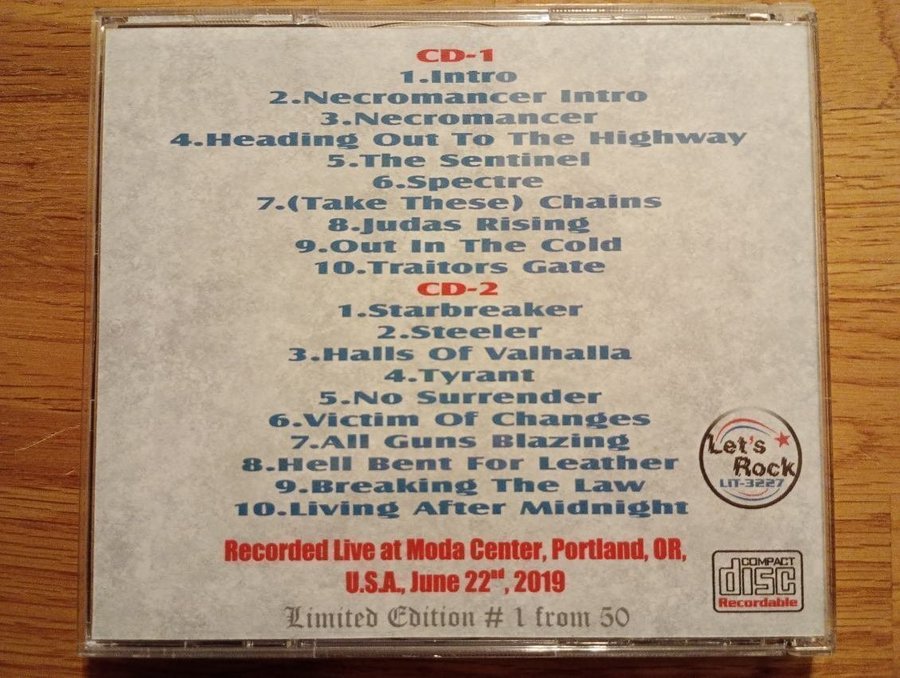 CD-1
1.Intro
2.Necromancer Intro
3.Necromancer
4.Heading Out To The Highway
5.The Sentinel
6.Spectre
7.(Take These) Chains
8.Judas Rising
9.Out In The Cold
10.Traitors Gate
CD-2
1.Starbreaker
2.Steeler
3.Halls Of Valhalla
4.Tyrant
5.No Surrender
6.Victim Of Changes
7.All Guns Blazing
8.Hell Bent For Leather
9.Breaking The Law
10.Living After Midnight
Let's
Rock
LIT-3227
Recorded Live at Moda Center, Portland, OR,
U.S.A., June 22nd, 2019
Limited Edition # 1 from 50
COMPACT
disc
Recordable